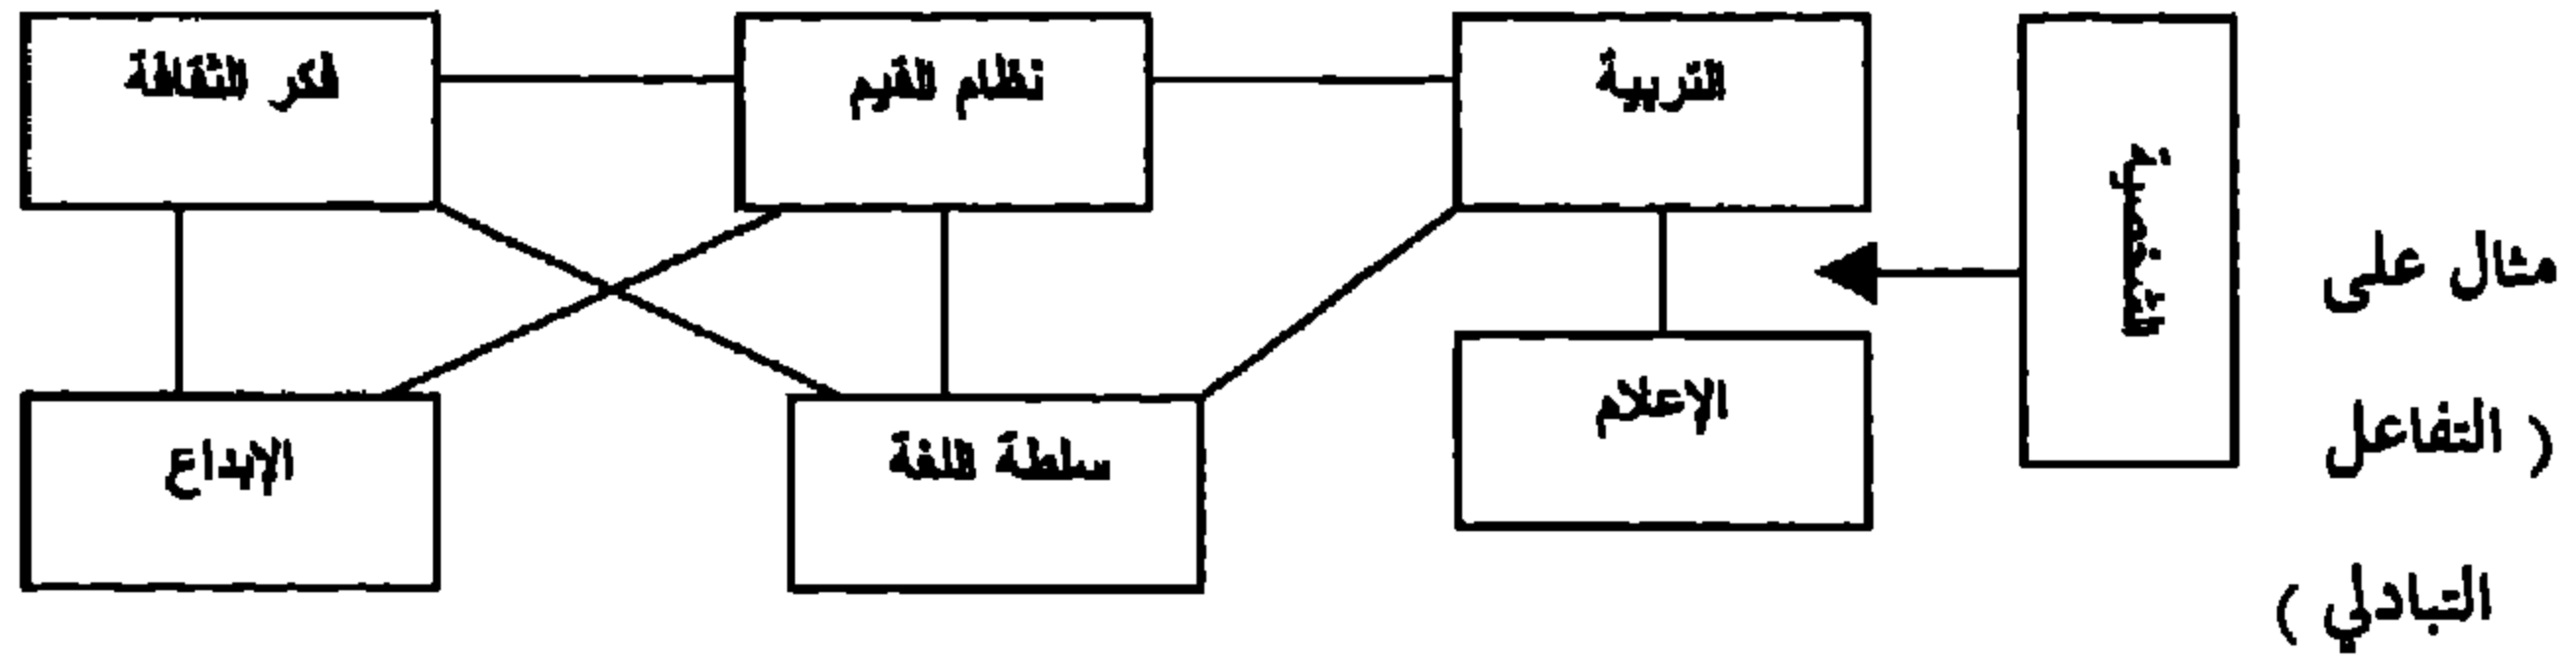 مثال على
( التفاعل
التبادلي )
الشخصية
التربية
نظام القيم
فكر الثقافة
الإعلام
سلطة اللغة
الإبداع